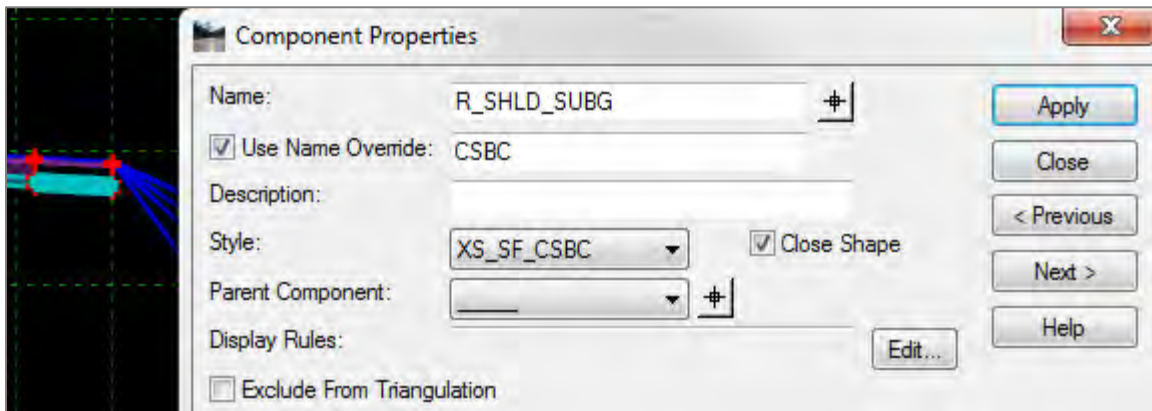 Component Properties
X
Name: R_SHLD_SUBG
Apply
Use Name Override: CSBC
Close
Description:
< Previous
Style: XS_SF_CSBC
Close Shape
Next >
Parent Component:
Help
Display Rules:
Edit...
Exclude From Triangulation